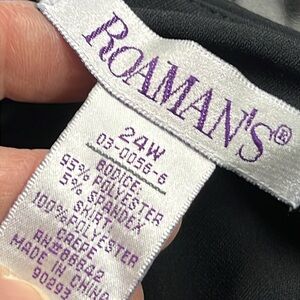 ROAMAN'S®
24W
03-0056-6
BODICE
95% POLYESTER
5% SPANDEX
SKIRT
100% POLYESTER
CREPE
RN#86642
MADE IN CHINA
90293